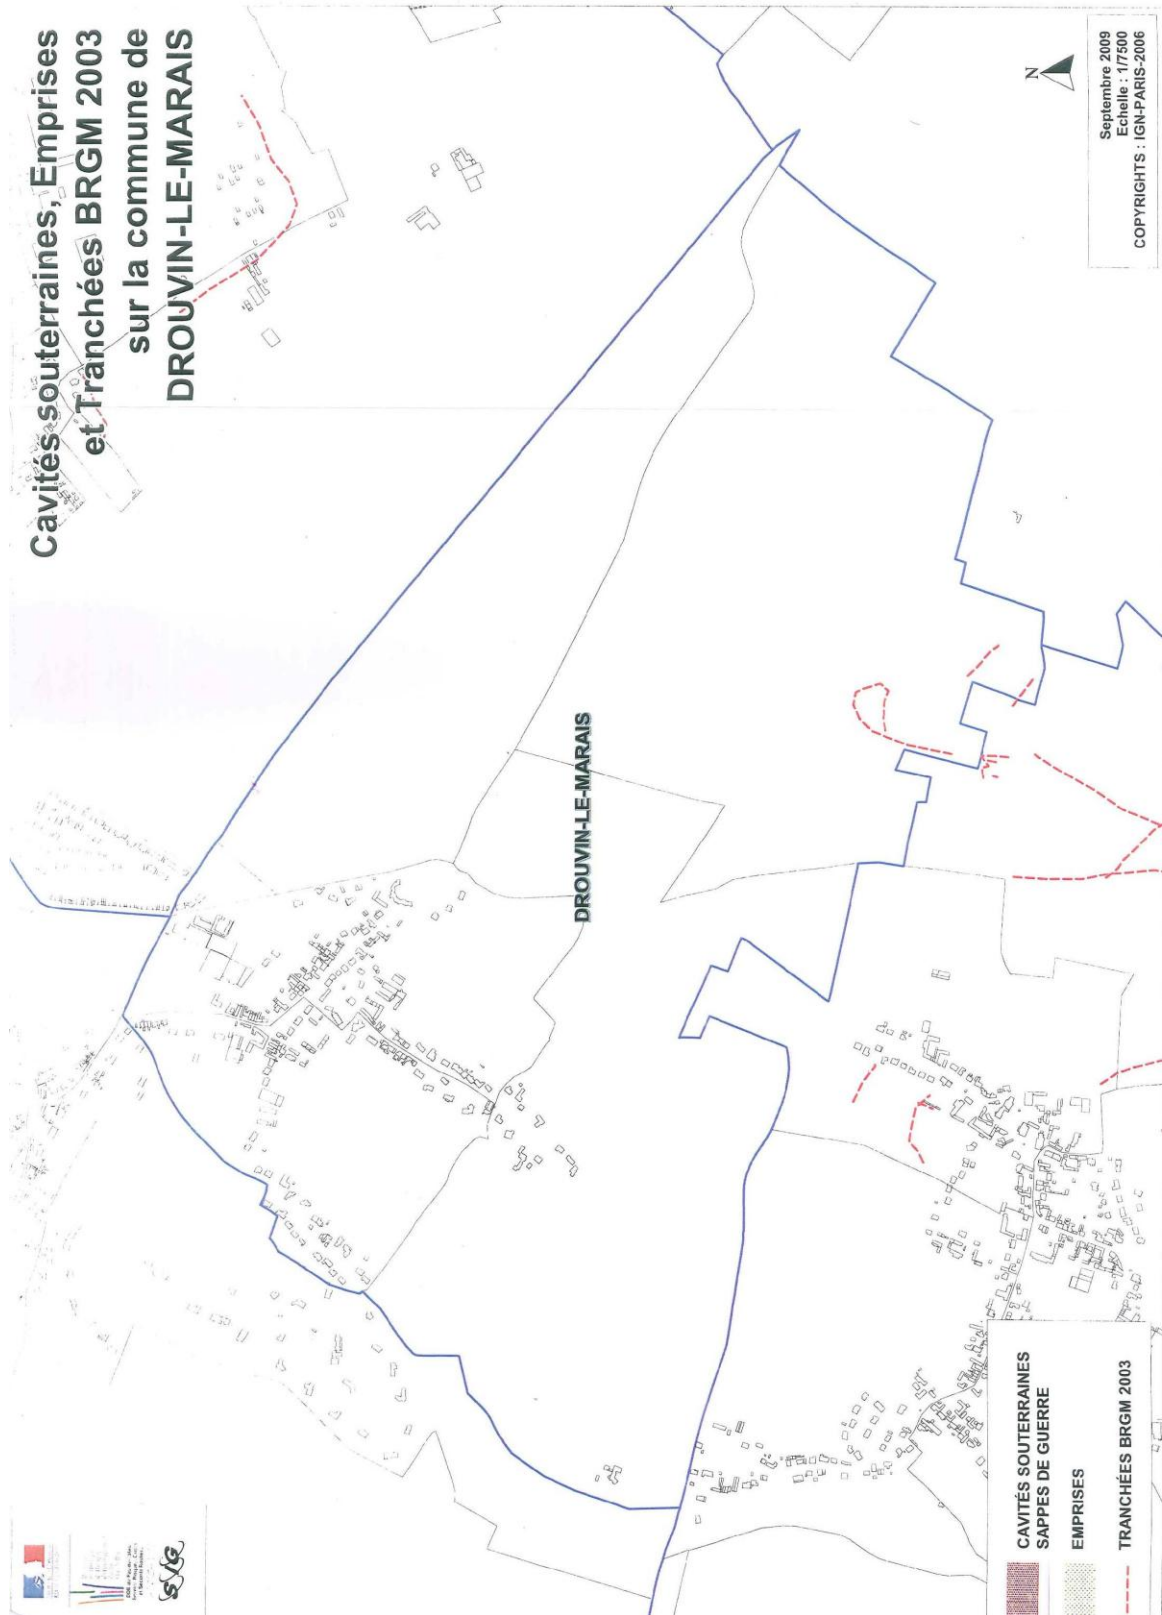 Cavités souterraines, Emprises
et Tranchées BRGM 2003
sur la commune de
DROUVIN-LE-MARAIS
N
Septembre 2009
Echelle : 1/7500
COPYRIGHTS : IGN-PARIS-2006
DROUVIN-LE-MARAIS
CAVITÉS SOUTERRAINES
SAPPES DE GUERRE
EMPRISES
TRANCHÉES BRGM 2003
SIG